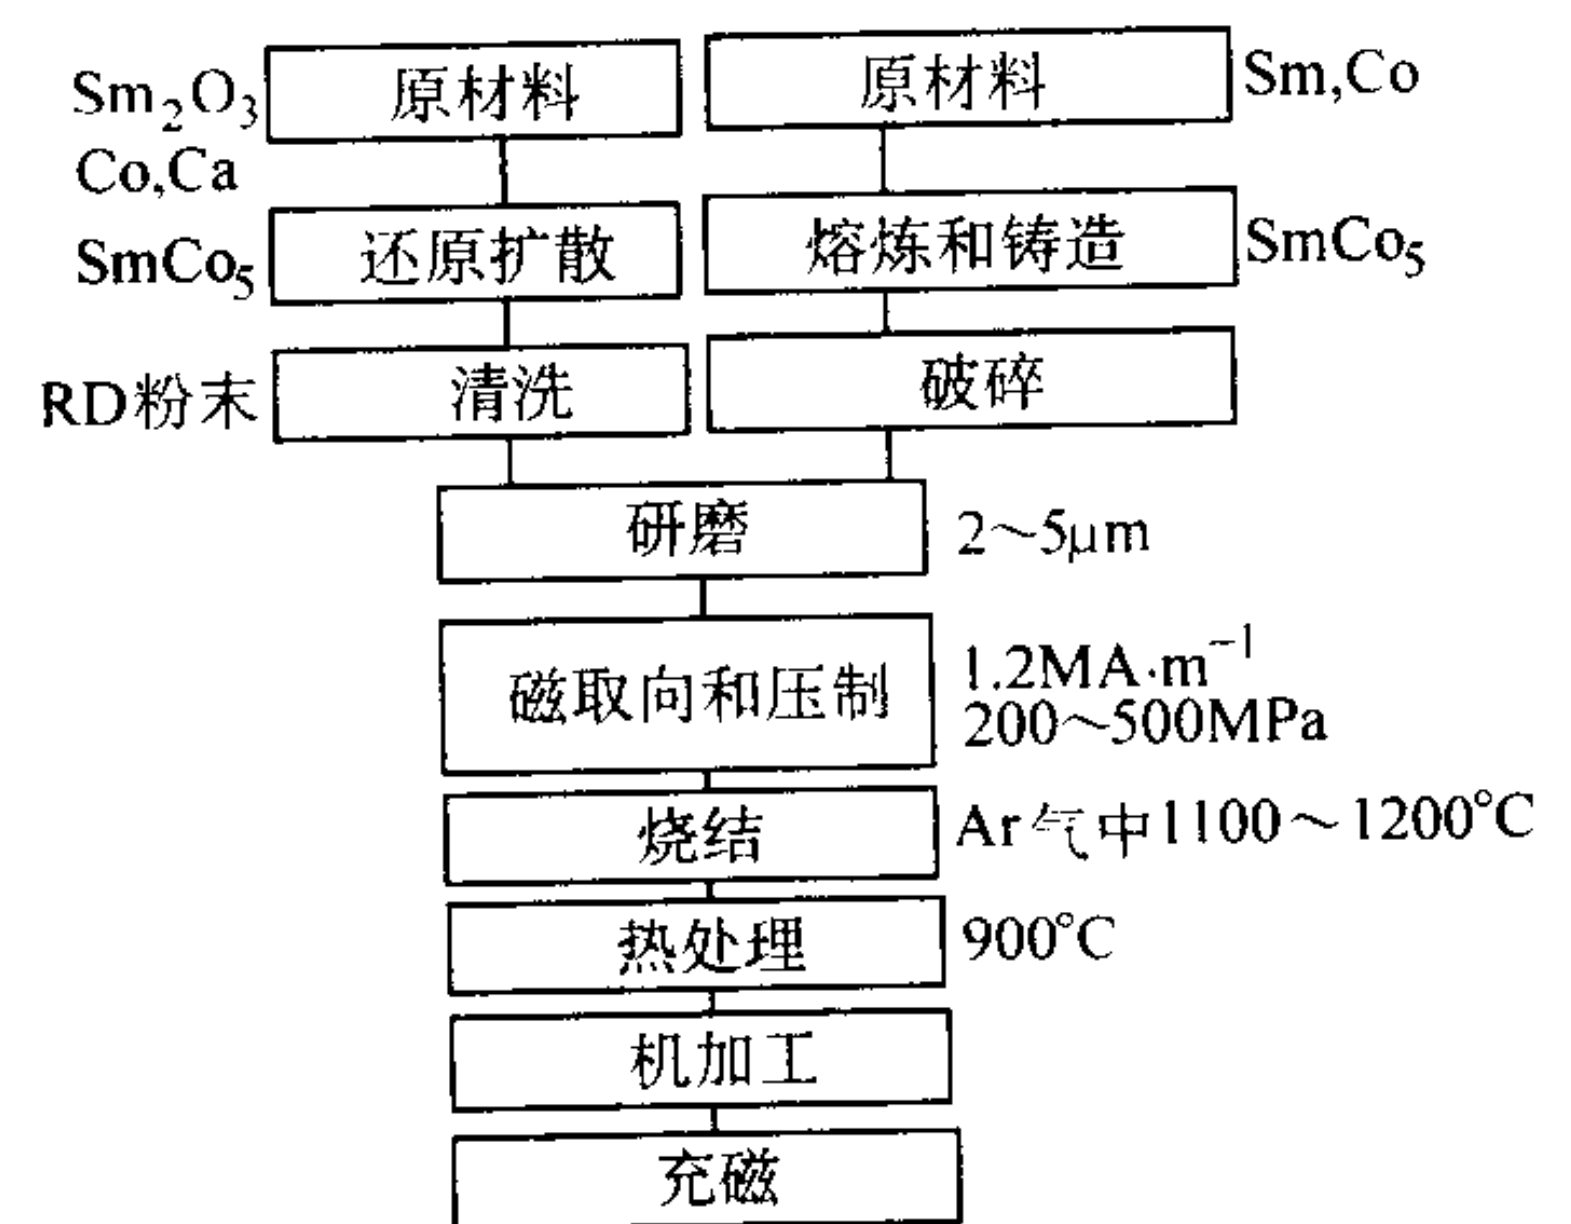 Sm₂O₃ 原材料 原材料 Sm,Co
Co,Ca
SmCo₅ 还原扩散 熔炼和铸造 SmCo₅
RD粉末 清洗 破碎
研磨 2～5μm
磁取向和压制 1.2MA·m⁻¹
200～500MPa
烧结 Ar气中1100～1200°C
热处理 900°C
机加工
充磁